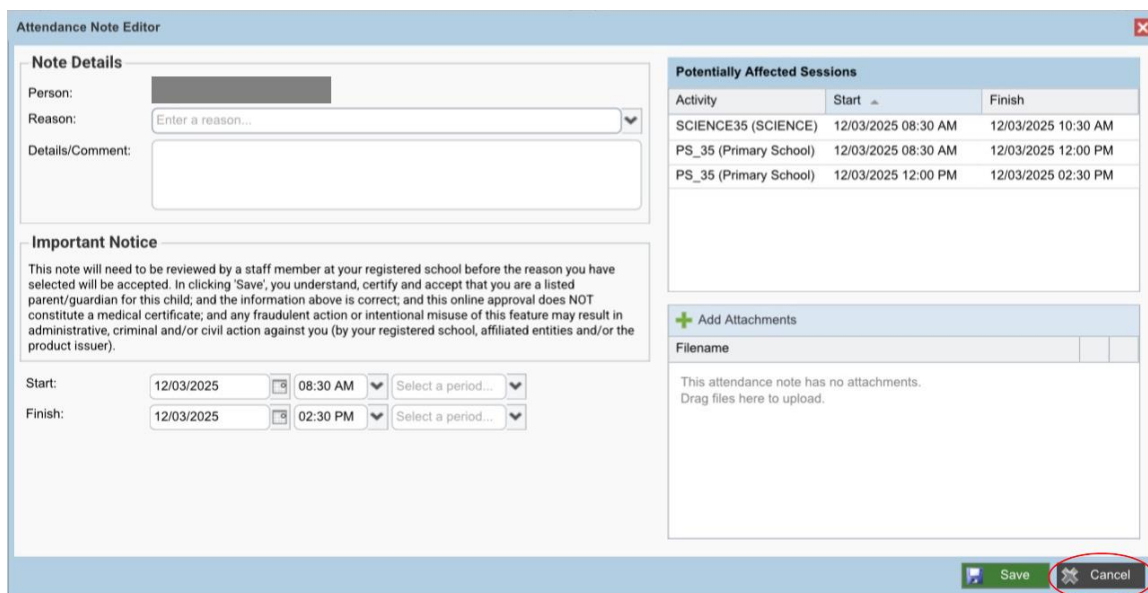 Attendance Note Editor
Note Details
Person:
Reason:
Enter a reason...
Details/Comment:
Important Notice
This note will need to be reviewed by a staff member at your registered school before the reason you have
selected will be accepted. In clicking 'Save', you understand, certify and accept that you are a listed
parent/guardian for this child; and the information above is correct; and this online approval does NOT
constitute a medical certificate; and any fraudulent action or intentional misuse of this feature may result in
administrative, criminal and/or civil action against you (by your registered school, affiliated entities and/or the
product issuer).
Start: 12/03/2025 08:30 AM Select a period...
Finish: 12/03/2025 02:30 PM Select a period...
Potentially Affected Sessions
Activity Start Finish
SCIENCE35 (SCIENCE) 12/03/2025 08:30 AM 12/03/2025 10:30 AM
PS_35 (Primary School) 12/03/2025 08:30 AM 12/03/2025 12:00 PM
PS_35 (Primary School) 12/03/2025 12:00 PM 12/03/2025 02:30 PM
Add Attachments
Filename
This attendance note has no attachments.
Drag files here to upload.
Save Cancel